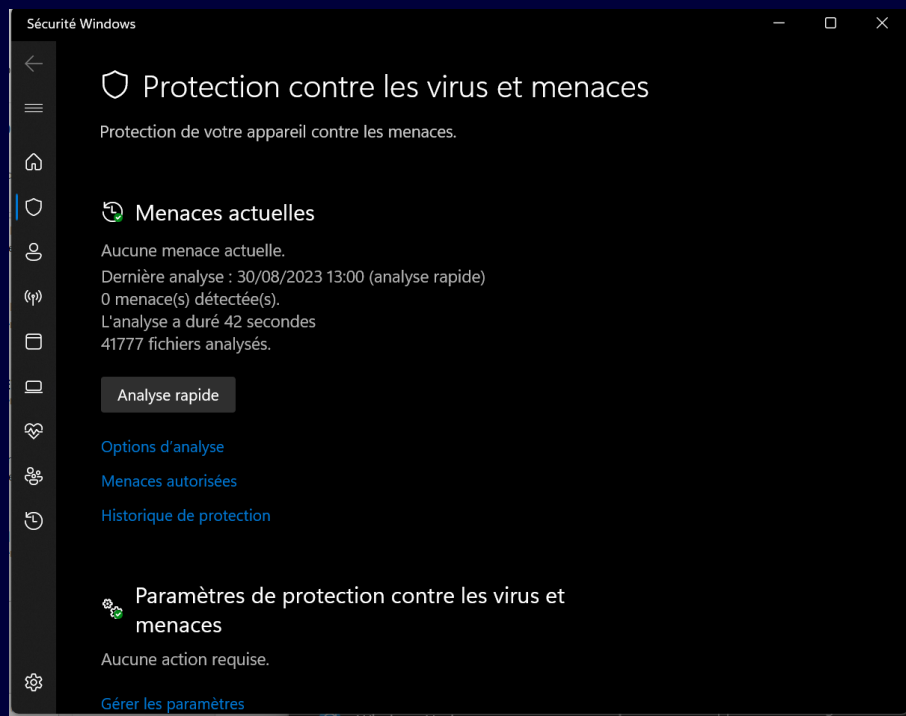 Sécurité Windows
Protection contre les virus et menaces
Protection de votre appareil contre les menaces.
Menaces actuelles
Aucune menace actuelle.
Dernière analyse : 30/08/2023 13:00 (analyse rapide)
0 menace(s) détectée(s).
L'analyse a duré 42 secondes
41777 fichiers analysés.
Analyse rapide
Options d'analyse
Menaces autorisées
Historique de protection
Paramètres de protection contre les virus et
menaces
Aucune action requise.
Gérer les paramètres